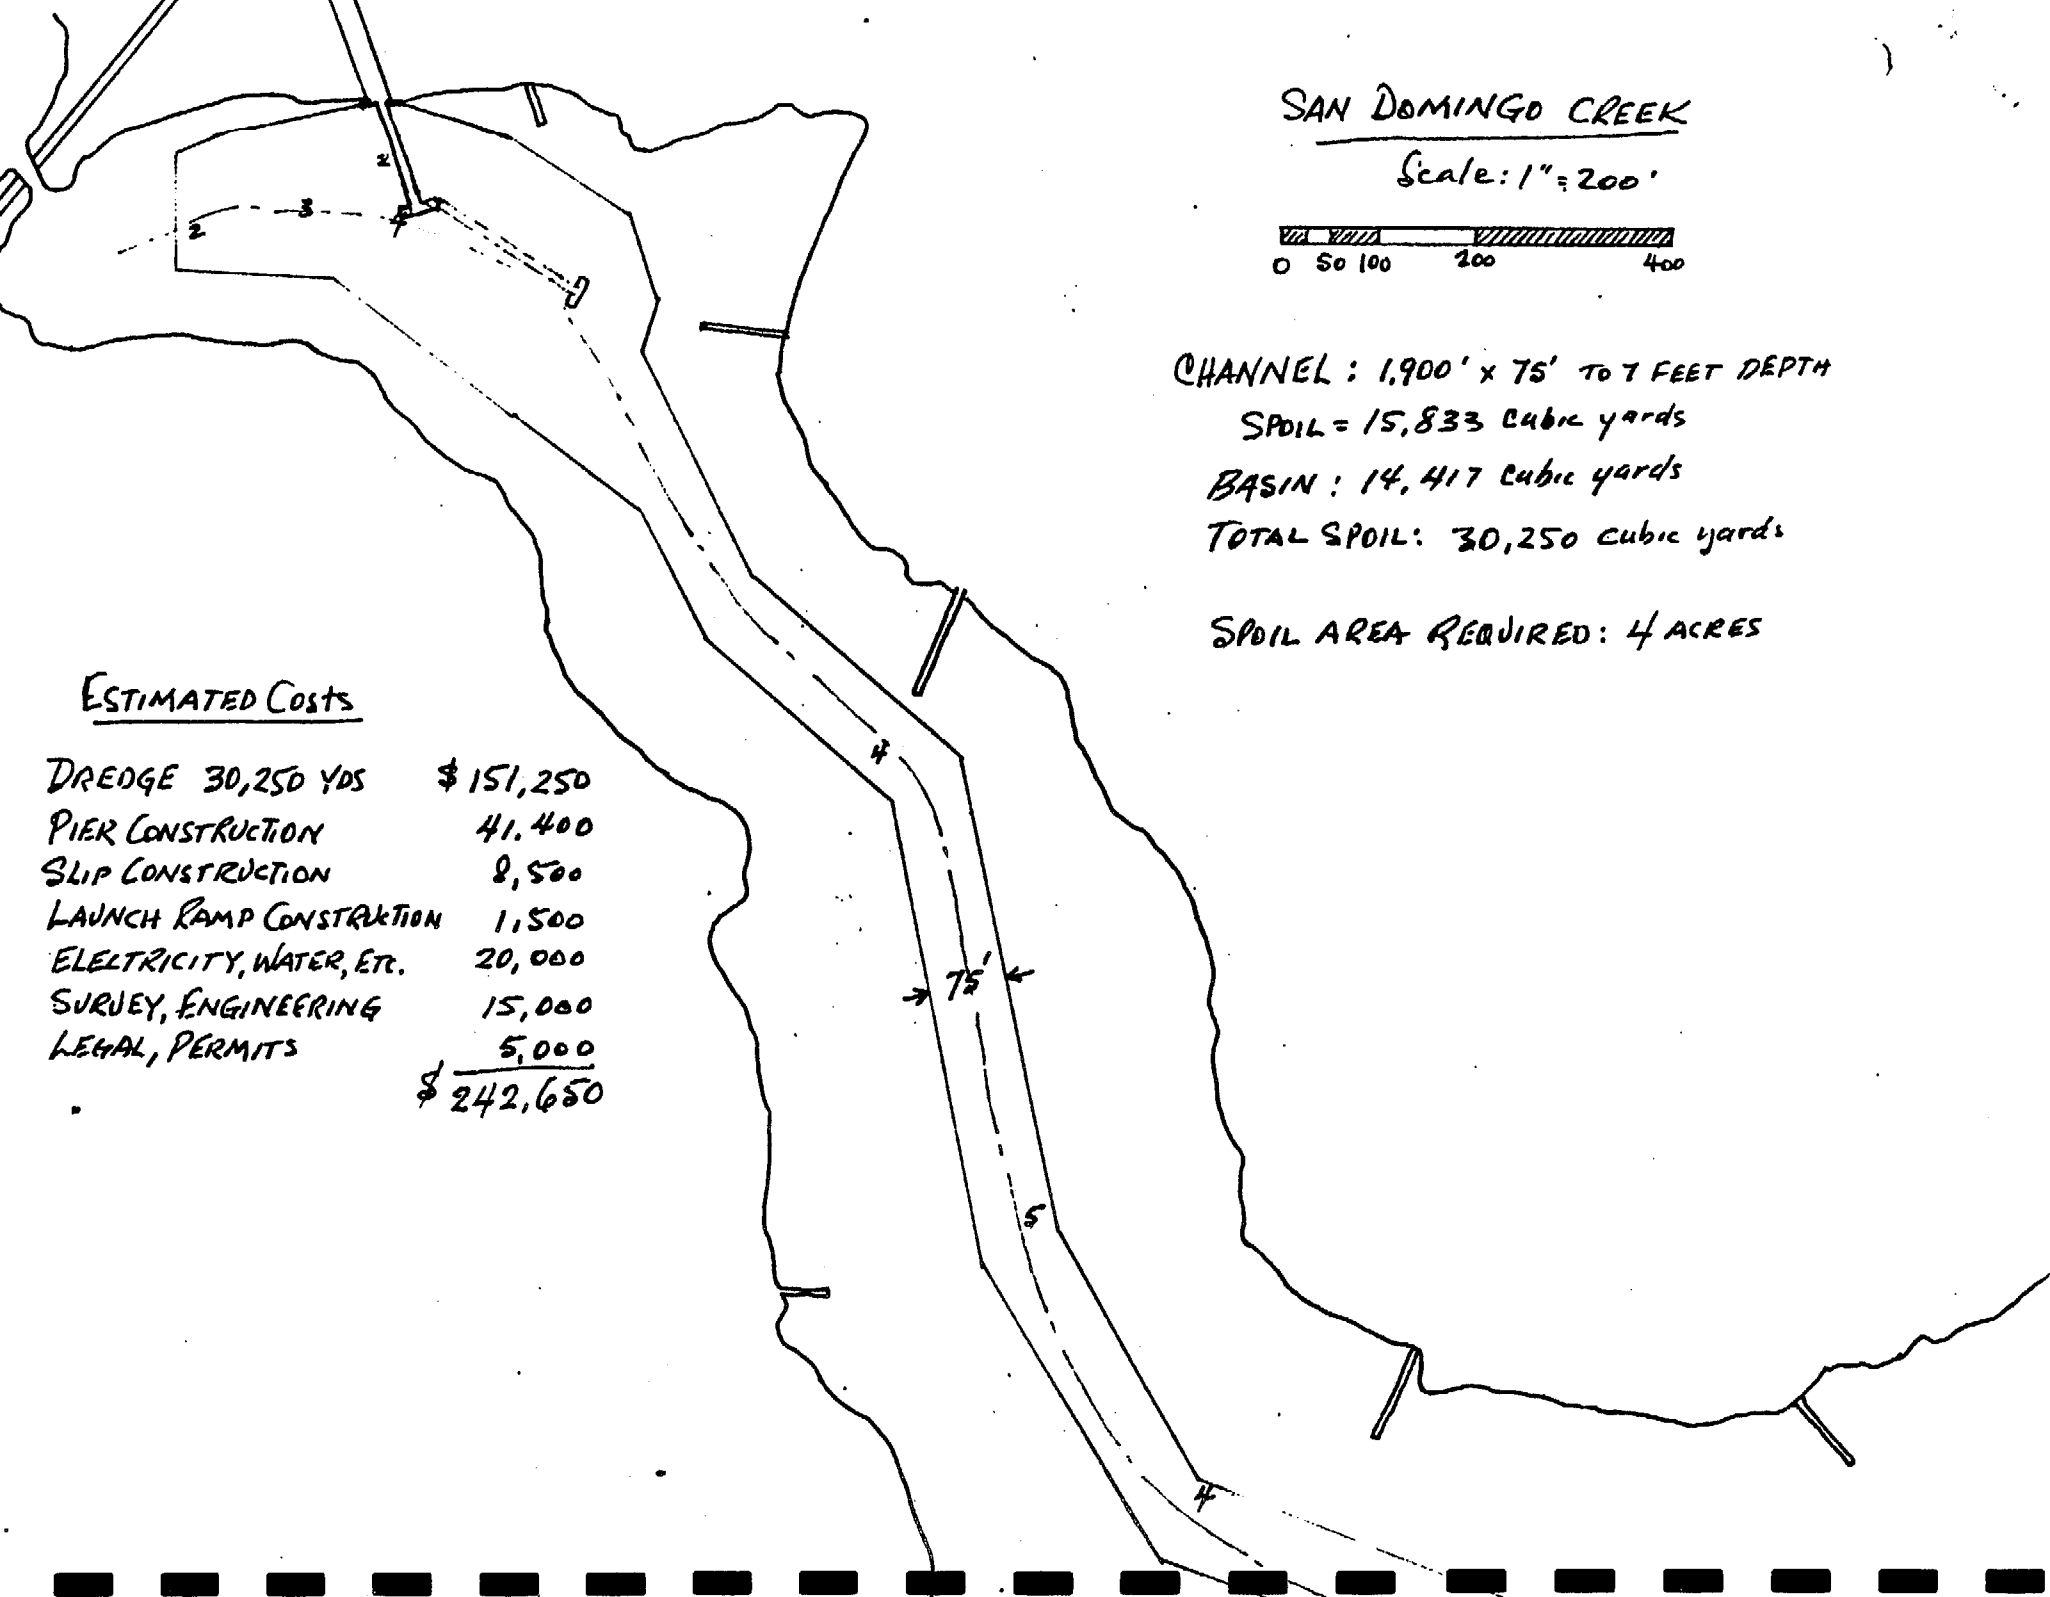 SAN DOMINGO CREEK
Scale: 1" = 200'
0 50 100 200 400
CHANNEL: 1,900' x 75' TO 7 FEET DEPTH
SPOIL = 15,833 Cubic yards
BASIN: 14,417 Cubic yards
TOTAL SPOIL: 30,250 Cubic yards
SPOIL AREA REQUIRED: 4 ACRES
2
3
2
4
4
75'
5
4
ESTIMATED Costs
DREDGE 30,250 YDS $151,250
PIER CONSTRUCTION 41.400
SLIP CONSTRUCTION 8,500
LAUNCH RAMP CONSTRUCTION 1,500
ELECTRICITY, WATER, ETC. 20,000
SURVEY, ENGINEERING 15,000
LEGAL, PERMITS 5,000
$ 242,650